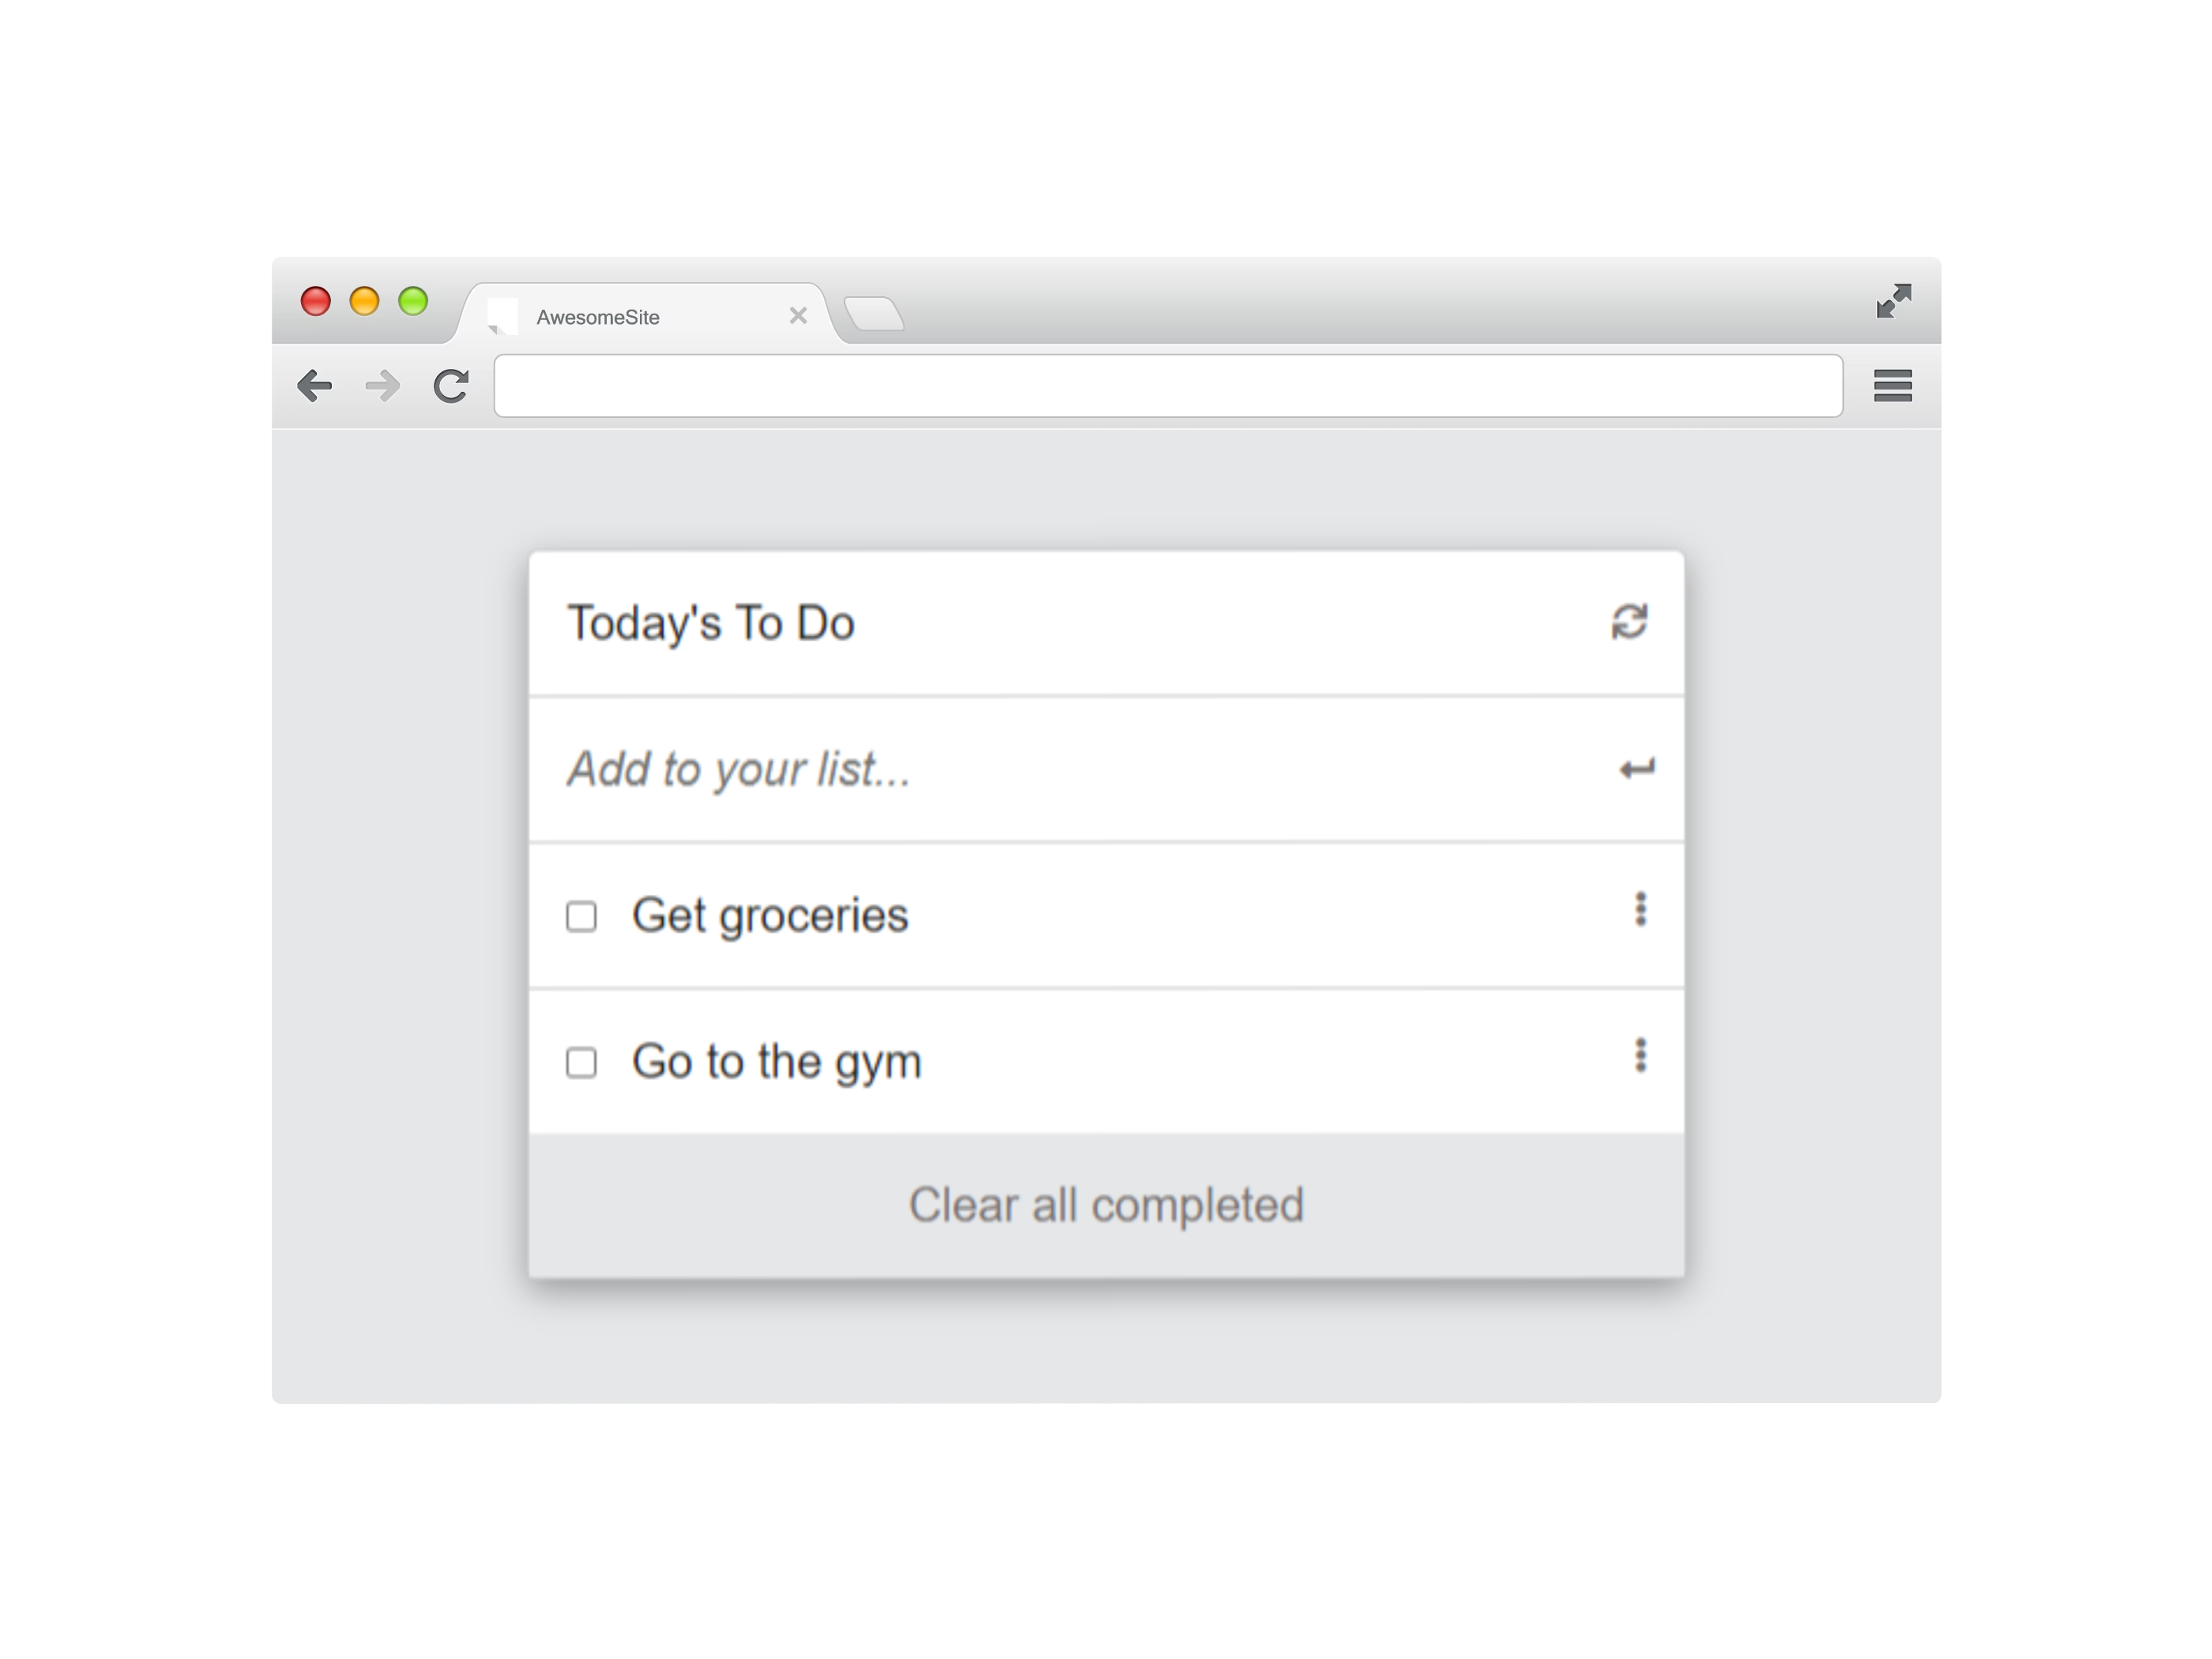 AwesomeSite
Today's To Do
Add to your list...
Get groceries
Go to the gym
Clear all completed